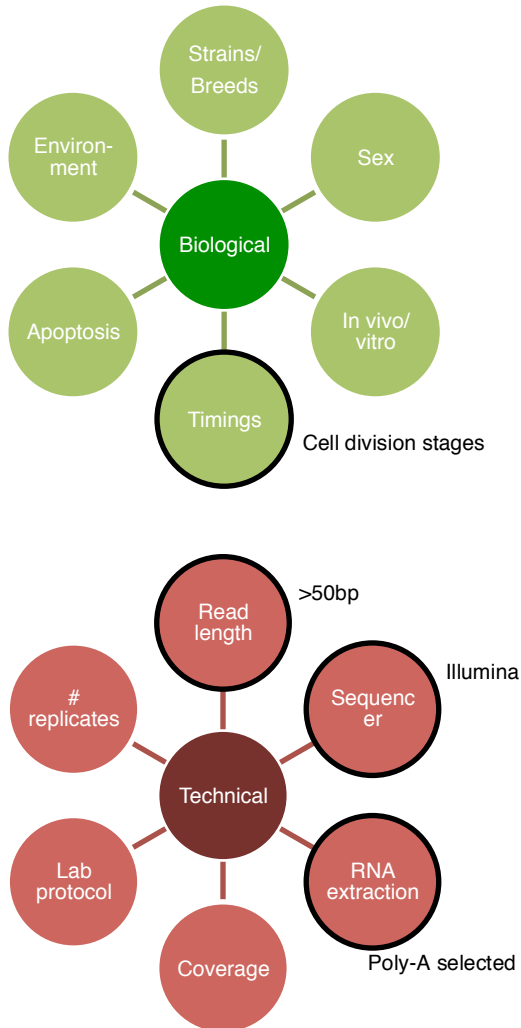 Strains/
Breeds
Environ-
ment
Sex
Biological
Apoptosis
In vivo/
vitro
Timings
Cell division stages
Read
length
>50bp
#
replicates
Sequenc
er
Illumina
Technical
Lab
protocol
RNA
extraction
Poly-A selected
Coverage